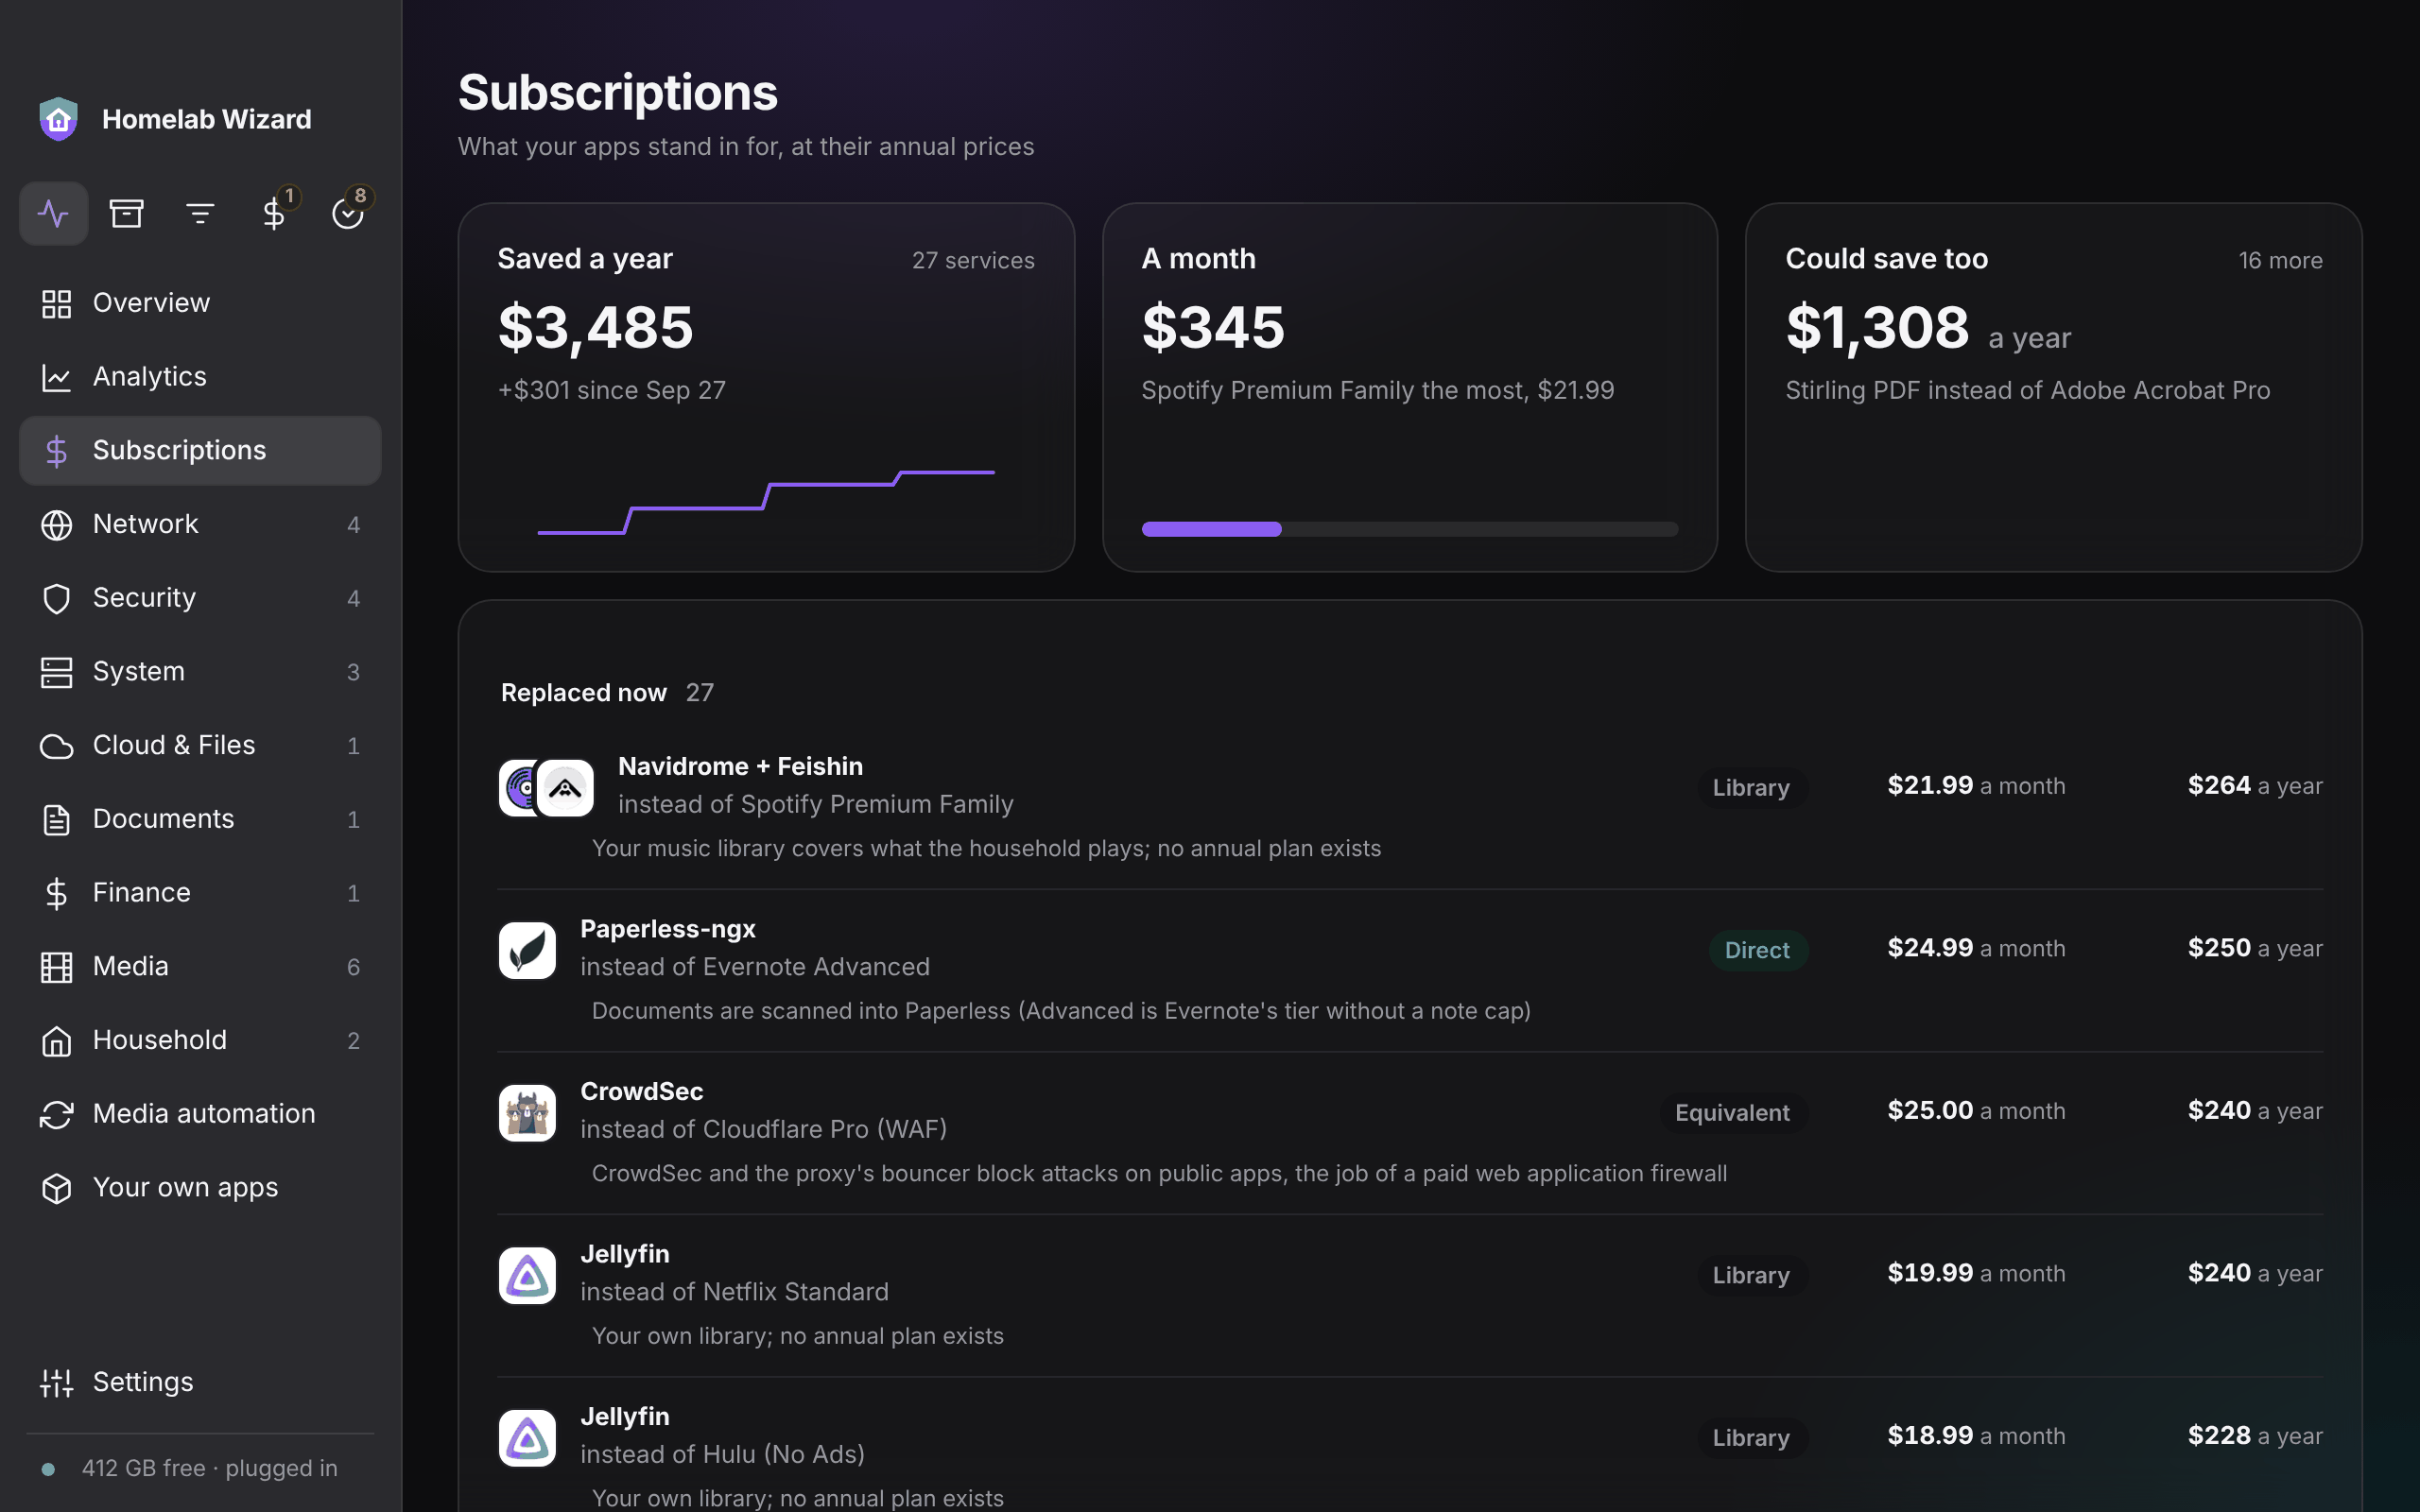 Homelab Wizard
1
8
Overview
Analytics
Subscriptions
Network 4
Security 4
System 3
Cloud & Files 1
Documents 1
Finance 1
Media 6
Household 2
Media automation
Your own apps
Settings
412 GB free · plugged in
Subscriptions
What your apps stand in for, at their annual prices
Saved a year 27 services
$3,485
+$301 since Sep 27
A month
$345
Spotify Premium Family the most, $21.99
Could save too 16 more
$1,308 a year
Stirling PDF instead of Adobe Acrobat Pro
Replaced now 27
Navidrome + Feishin
instead of Spotify Premium Family
Library $21.99 a month $264 a year
Your music library covers what the household plays; no annual plan exists
Paperless-ngx
instead of Evernote Advanced
Direct $24.99 a month $250 a year
Documents are scanned into Paperless (Advanced is Evernote's tier without a note cap)
CrowdSec
instead of Cloudflare Pro (WAF)
Equivalent $25.00 a month $240 a year
CrowdSec and the proxy's bouncer block attacks on public apps, the job of a paid web application firewall
Jellyfin
instead of Netflix Standard
Library $19.99 a month $240 a year
Your own library; no annual plan exists
Jellyfin
instead of Hulu (No Ads)
Library $18.99 a month $228 a year
Your own library; no annual plan exists